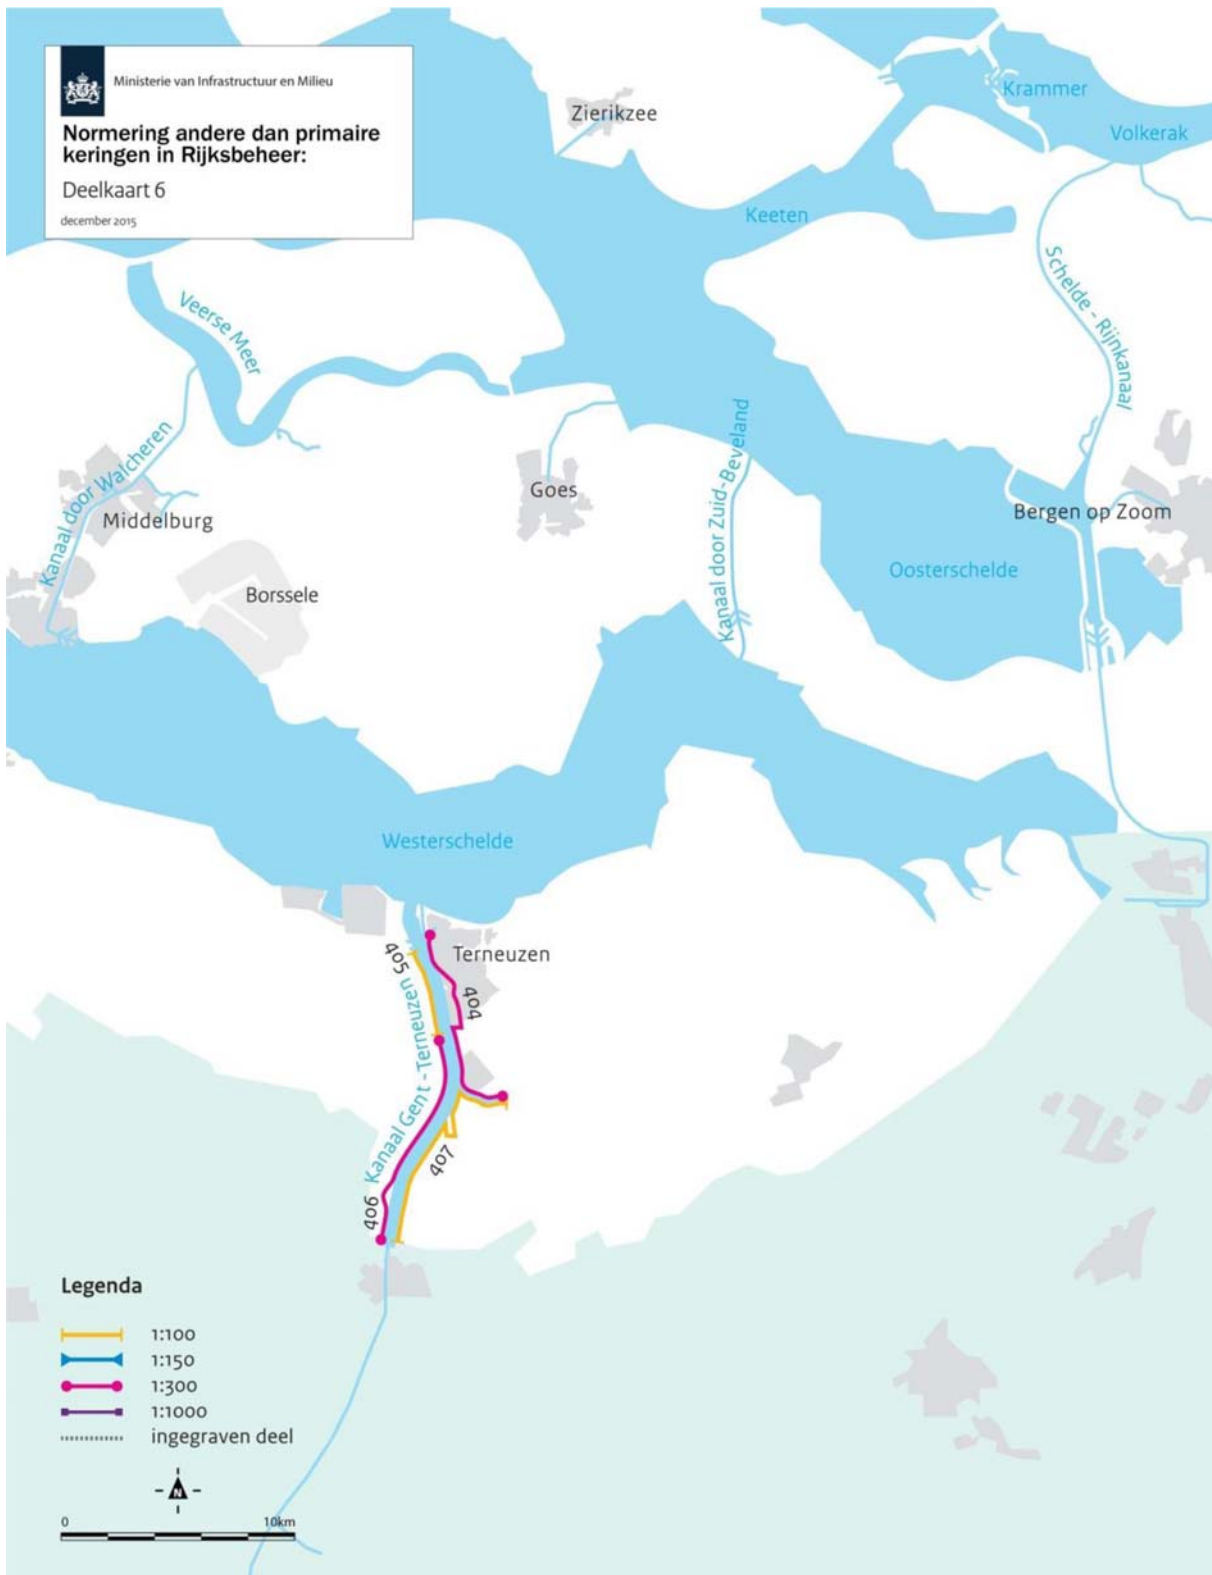 Ministerie van Infrastructuur en Milieu
Normering andere dan primaire
keringen in Rijksbeheer:
Deelkaart 6
december 2015
Zierikzee
Krammer
Volkerak
Keeten
Schelde - Rijnkanaal
Veerse Meer
Kanaal door Walcheren
Middelburg
Borssele
Goes
Kanaal door Zuid-Beveland
Bergen op Zoom
Oosterschelde
Westerschelde
Terneuzen
405
404
Kanaal Gent - Terneuzen
407
406
Legenda
1:100
1:150
1:300
1:1000
ingegraven deel
N
0 10km